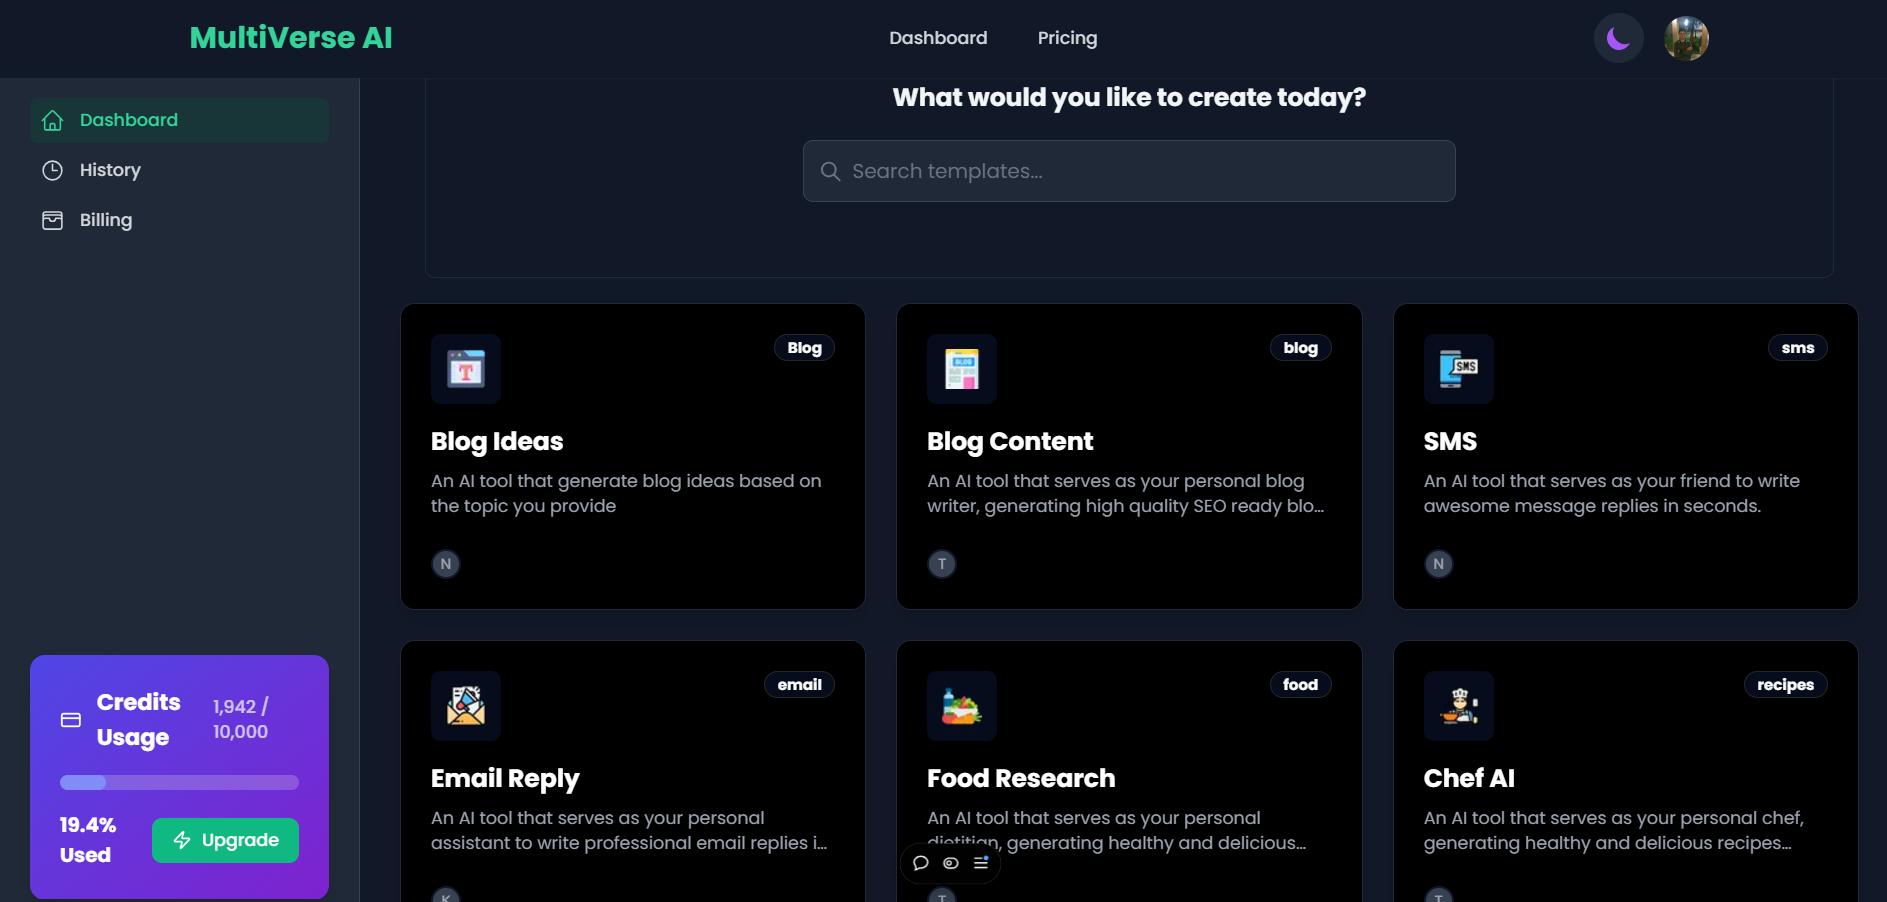 MultiVerse AI
Dashboard
Pricing
Dashboard
History
Billing
What would you like to create today?
Search templates...
Blog
Blog Ideas
An AI tool that generate blog ideas based on
the topic you provide
N
blog
BLOG
Blog Content
An AI tool that serves as your personal blog
writer, generating high quality SEO ready blo...
T
sms
SMS
SMS
An AI tool that serves as your friend to write
awesome message replies in seconds.
N
email
Email Reply
An AI tool that serves as your personal
assistant to write professional email replies i...
K
food
Food Research
An AI tool that serves as your personal
dietitian, generating healthy and delicious...
T
recipes
Chef AI
An AI tool that serves as your personal chef,
generating healthy and delicious recipes...
T
Credits
Usage
1,942 /
10,000
19.4%
Used
Upgrade